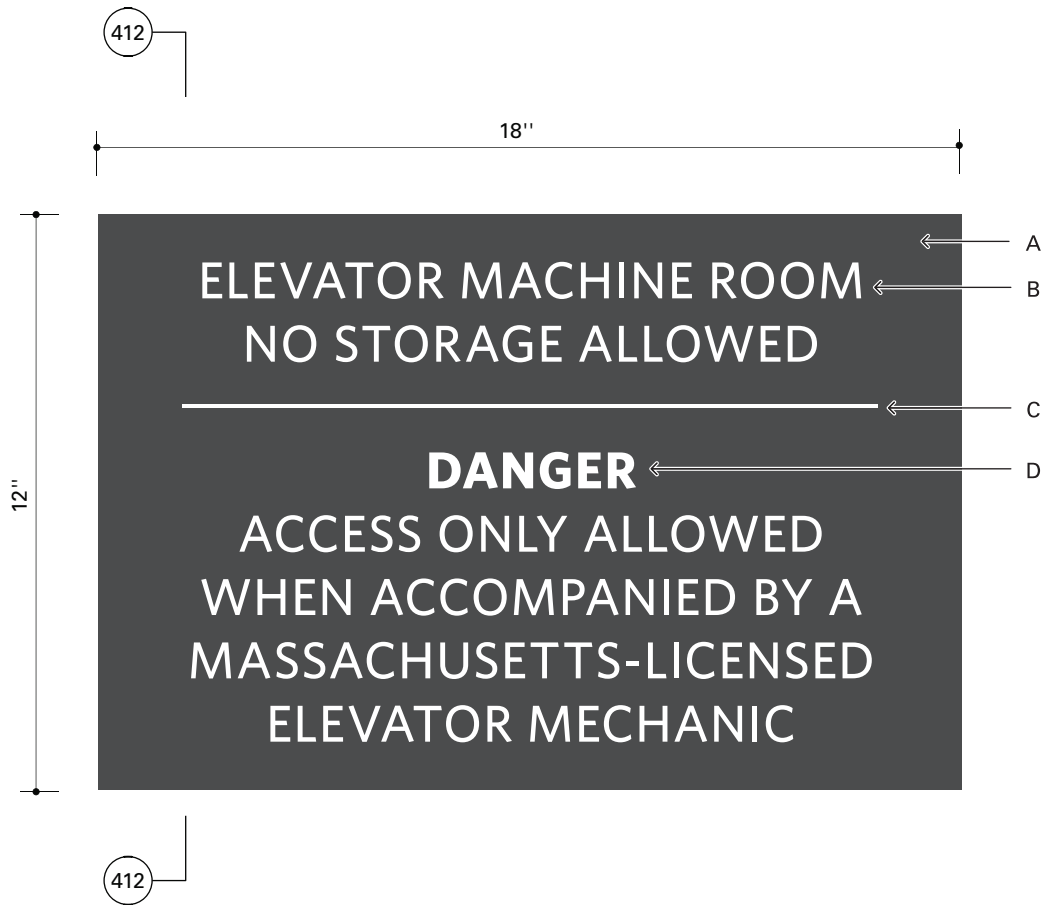 412
18''
A
ELEVATOR MACHINE ROOM
B
NO STORAGE ALLOWED
C
DANGER
D
12''
ACCESS ONLY ALLOWED
WHEN ACCOMPANIED BY A
MASSACHUSETTS-LICENSED
ELEVATOR MECHANIC
412